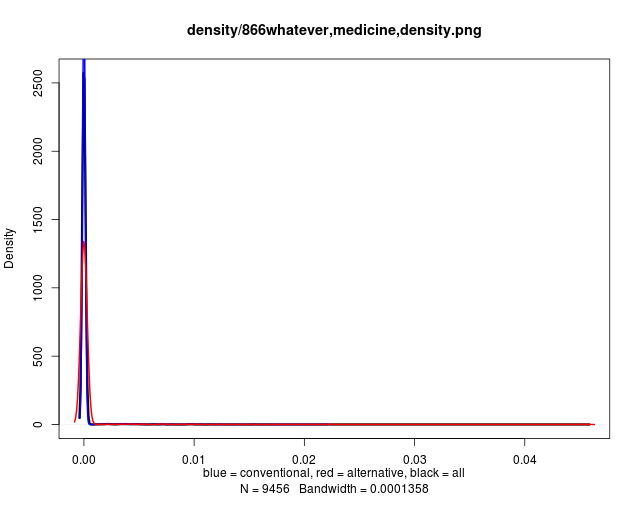 density/866whatever,medicine,density.png
2500
2000
1500
1000
500
0
Density
0.00 0.01 0.02 0.03 0.04
blue = conventional, red = alternative, black = all
N = 9456 Bandwidth = 0.0001358